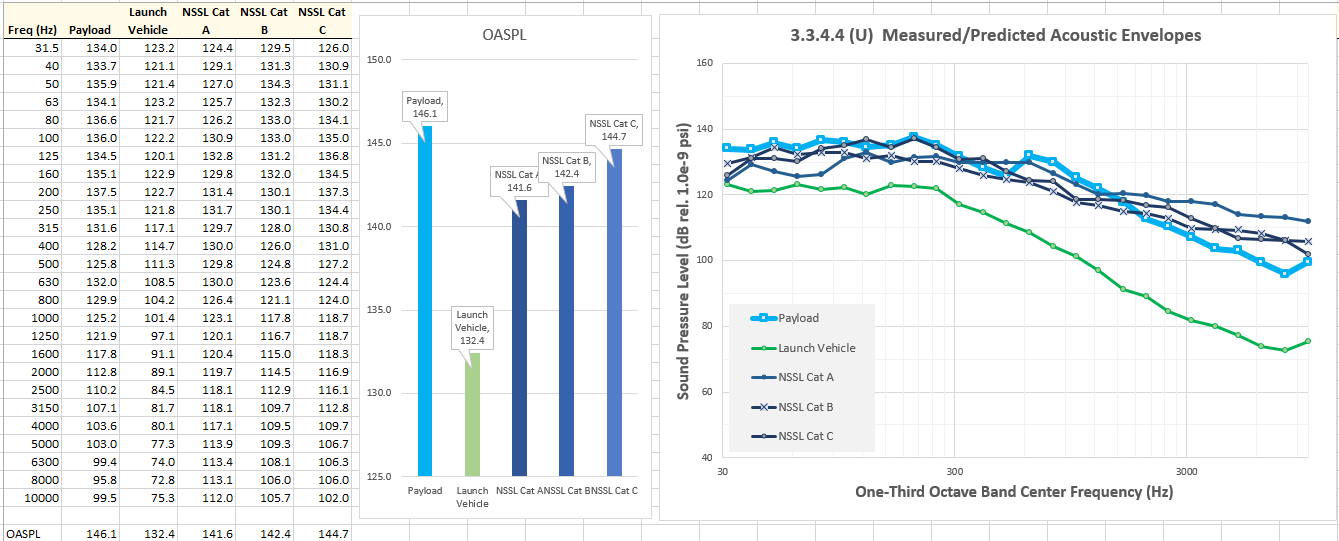 Launch NSSL Cat NSSL Cat NSSL Cat
Freq (Hz) Payload Vehicle A B C
31.5 134.0 123.2 124.4 129.5 126.0
40 133.7 121.1 129.1 131.3 130.9
50 135.9 121.4 127.0 134.3 131.1
63 134.1 123.2 125.7 132.3 130.2
80 136.6 121.7 126.2 133.0 134.1
100 136.0 122.2 130.9 133.0 135.0
125 134.5 120.1 132.8 131.2 136.8
160 135.1 122.9 129.8 132.0 134.5
200 137.5 122.7 131.4 130.1 137.3
250 135.1 121.8 131.7 130.1 134.4
315 131.6 117.1 129.7 128.0 130.8
400 128.2 114.7 130.0 126.0 131.0
500 125.8 111.3 129.8 124.8 127.2
630 132.0 108.5 130.0 123.6 124.4
800 129.9 104.2 126.4 121.1 124.0
1000 125.2 101.4 123.1 117.8 118.7
1250 121.9 97.1 120.1 116.7 118.7
1600 117.8 91.1 120.4 115.0 118.3
2000 112.8 89.1 119.7 114.5 116.9
2500 110.2 84.5 118.1 112.9 116.1
3150 107.1 81.7 118.1 109.7 112.8
4000 103.6 80.1 117.1 109.5 109.7
5000 103.0 77.3 113.9 109.3 106.7
6300 99.4 74.0 113.4 108.1 106.3
8000 95.8 72.8 113.1 106.0 106.0
10000 99.5 75.3 112.0 105.7 102.0
OASPL 146.1 132.4 141.6 142.4 144.7
OASPL
150.0
145.0
140.0
135.0
130.0
125.0
Payload,
146.1
Launch
Vehicle,
132.4
NSSL Cat
141.6
NSSL Cat B,
142.4
NSSL Cat C,
144.7
Payload Launch NSSL Cat A NSSL Cat B NSSL Cat C
Vehicle
3.3.4.4 (U) Measured/Predicted Acoustic Envelopes
Sound Pressure Level (dB rel. 1.0e-9 psi)
160
140
120
100
80
60
40
Payload
Launch Vehicle
NSSL Cat A
NSSL Cat B
NSSL Cat C
30 300 3000
One-Third Octave Band Center Frequency (Hz)